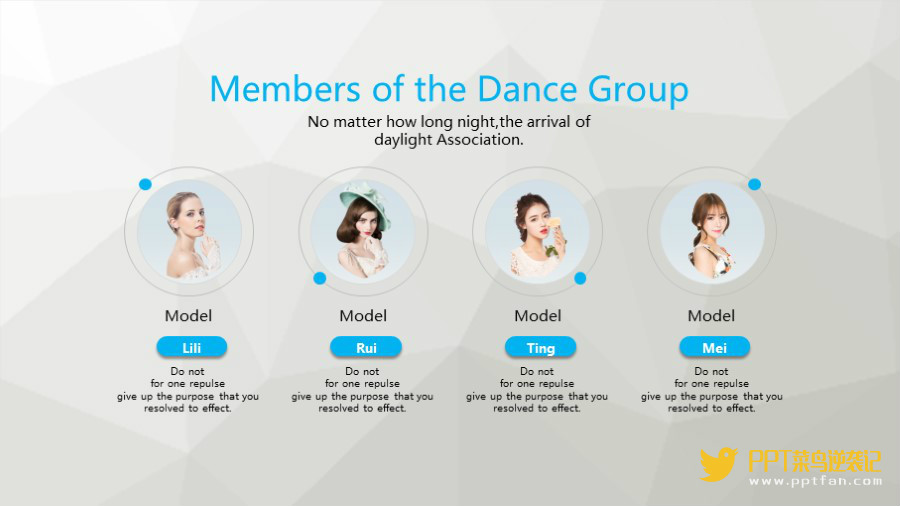 Members of the Dance Group
No matter how long night,the arrival of
daylight Association.
Model
Lili
Do not
for one repulse
give up the purpose that you
resolved to effect.
Model
Rui
Do not
for one repulse
give up the purpose that you
resolved to effect.
Model
Ting
Do not
for one repulse
give up the purpose that you
resolved to effect.
Model
Mei
Do not
for one repulse
give up the purpose that you
resolved to effect.
PPT菜鸟逆袭记
www.pptfan.com